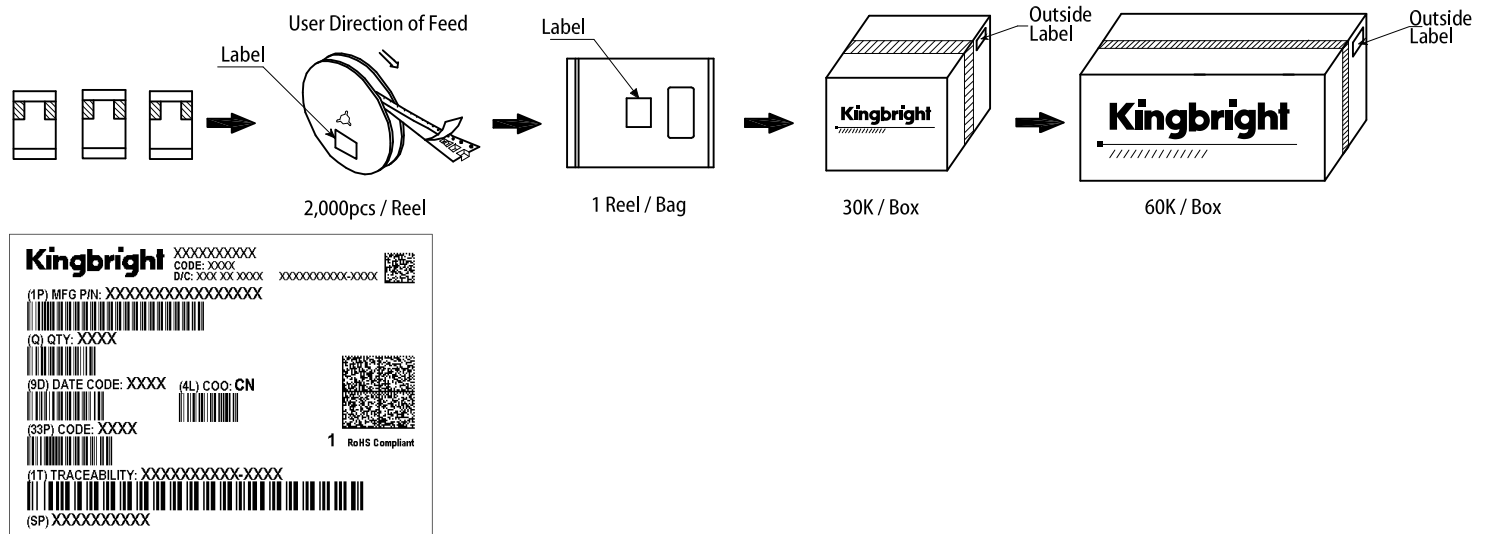 User Direction of Feed
Label
Label
Outside
Label
Outside
Label
Kingbright
Kingbright
2,000pcs / Reel
1 Reel / Bag
30K / Box
60K / Box
Kingbright
XXXXXXXXXX
CODE: XXXX
D/C: XXX XX XXXX XXXXXXXXXX-XXXX
(1P) MFG P/N: XXXXXXXXXXXXXXXX
(Q) QTY: XXXX
(9D) DATE CODE: XXXX (4L) COO: CN
(33P) CODE: XXXX
1 RoHS Compliant
(1T) TRACEABILITY: XXXXXXXXXX-XXXX
(SP) XXXXXXXXXX